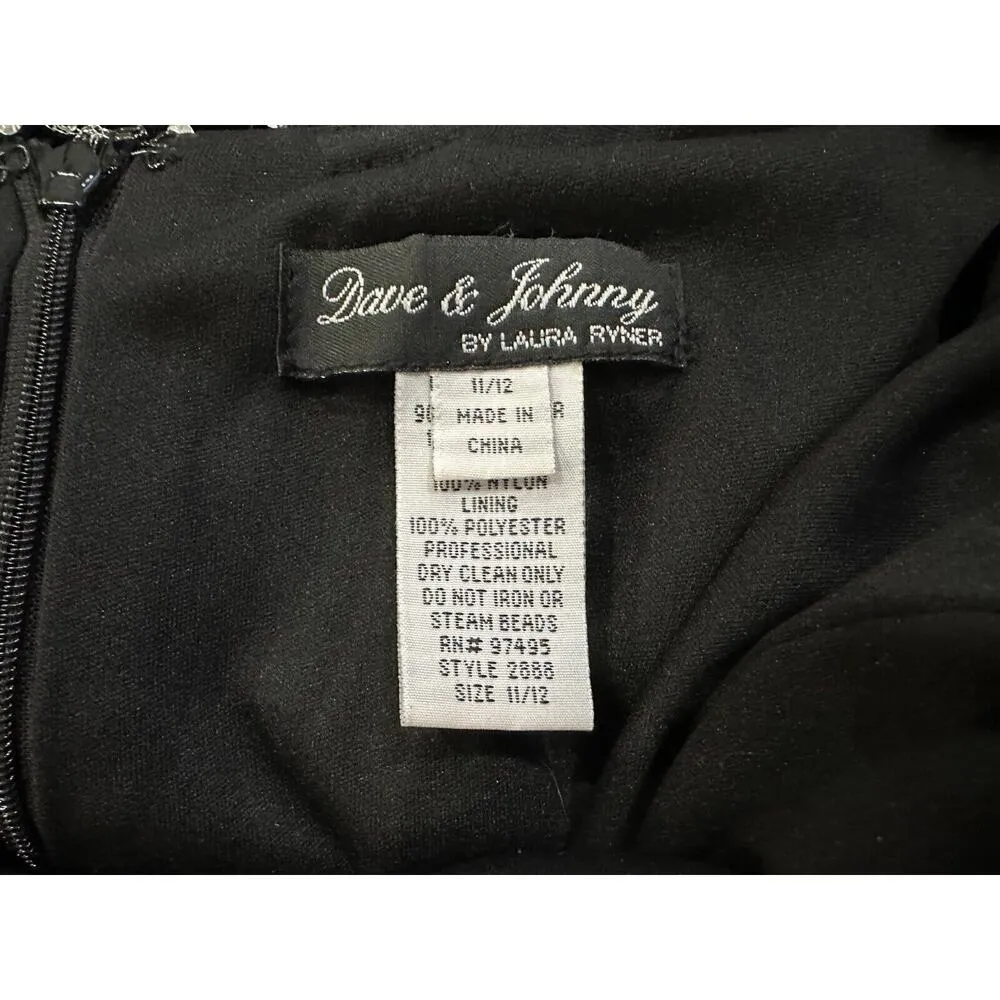 Dave & Johnny
BY LAURA RYNER
11/12
MADE IN
CHINA
100% NYLON
LINING
100% POLYESTER
PROFESSIONAL
DRY CLEAN ONLY
DO NOT IRON OR
STEAM BEADS
RN# 97495
STYLE 2888
SIZE 11/12